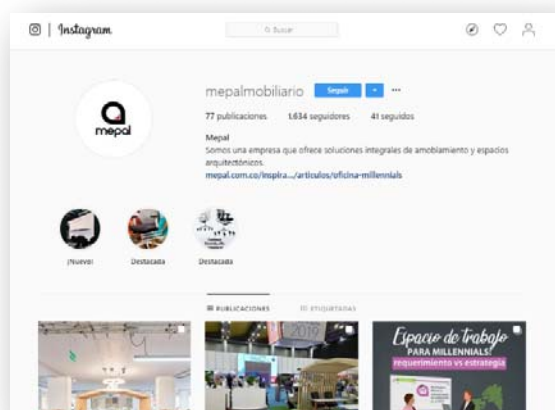 Instagram
Buscar
mepalmobiliario Seguir
77 publicaciones 1.634 seguidores 41 seguidos
Mepal
Somos una empresa que ofrece soluciones integrales de amoblamiento y espacios
arquitectónicos.
mepal.com.co/inspira.../articulos/oficina-millennials
mepal
¡Nuevo! Destacada Destacada
PUBLICACIONES ETIQUETADAS
2019
Espacio de trabajo
PARA MILLENNIALS:
requerimiento vs estrategia